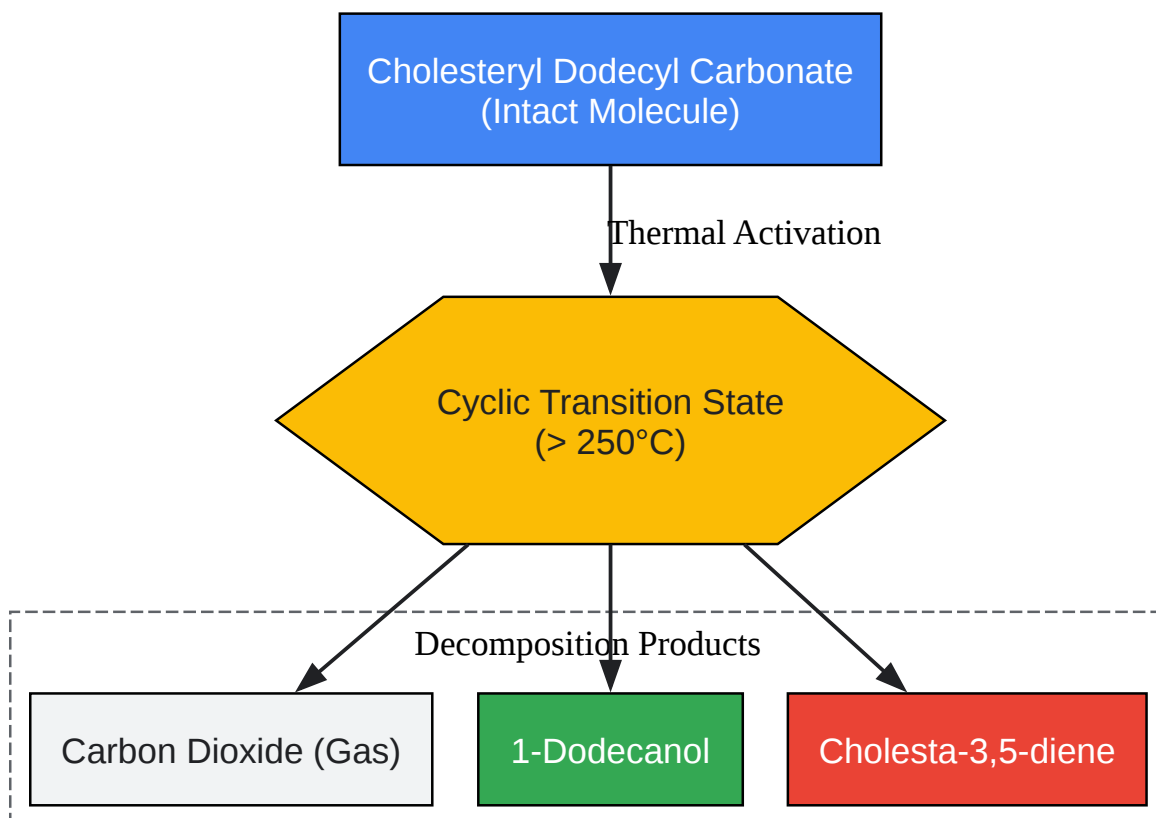 Cholesteryl Dodecyl Carbonate
(Intact Molecule)
Thermal Activation
Cyclic Transition State
(> 250°C)
Decomposition Products
Carbon Dioxide (Gas)
1-Dodecanol
Cholesta-3,5-diene